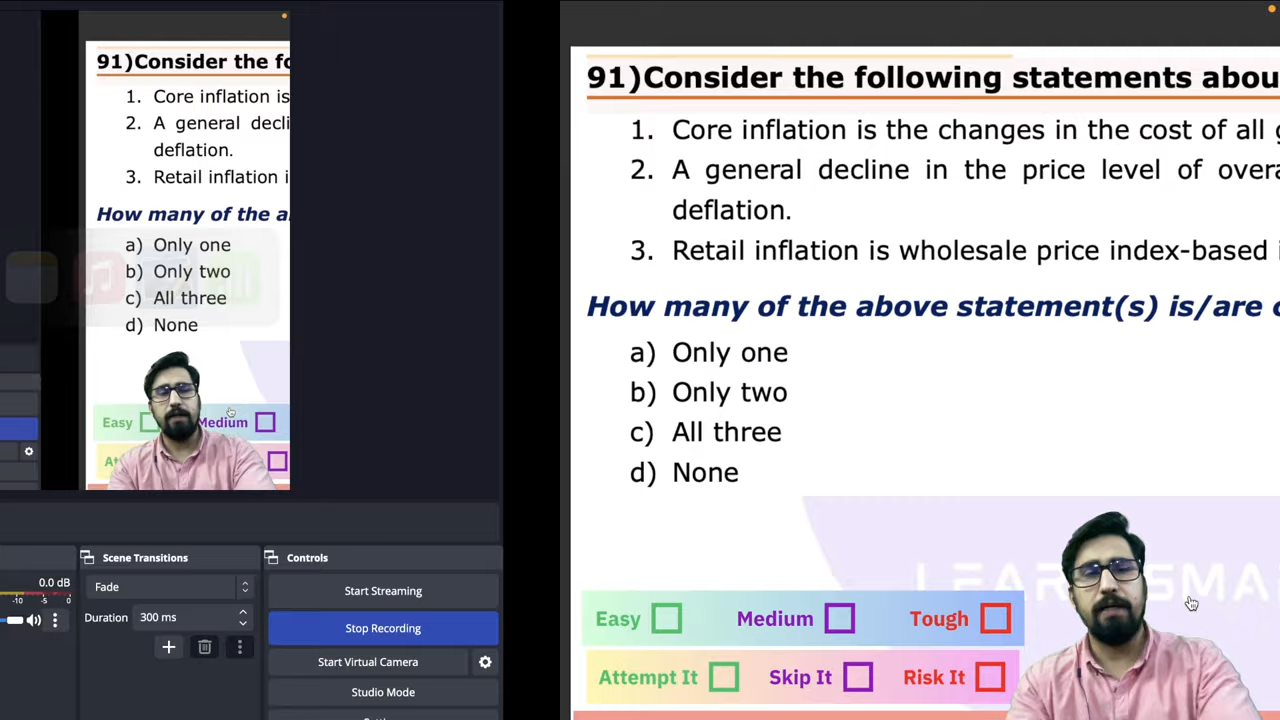 91)Consider the fo
1. Core inflation is
2. A general decli
deflation.
3. Retail inflation i
How many of the a
a) Only one
b) Only two
c) All three
d) None
Easy Medium
At
0.0 dB
-10 -5 0
Scene Transitions
Fade
Duration 300 ms
Controls
Start Streaming
Stop Recording
Start Virtual Camera
Studio Mode
91)Consider the following statements abou
1. Core inflation is the changes in the cost of all g
2. A general decline in the price level of overa
deflation.
3. Retail inflation is wholesale price index-based i
How many of the above statement(s) is/are c
a) Only one
b) Only two
c) All three
d) None
Easy Medium Tough
Attempt It Skip It Risk It